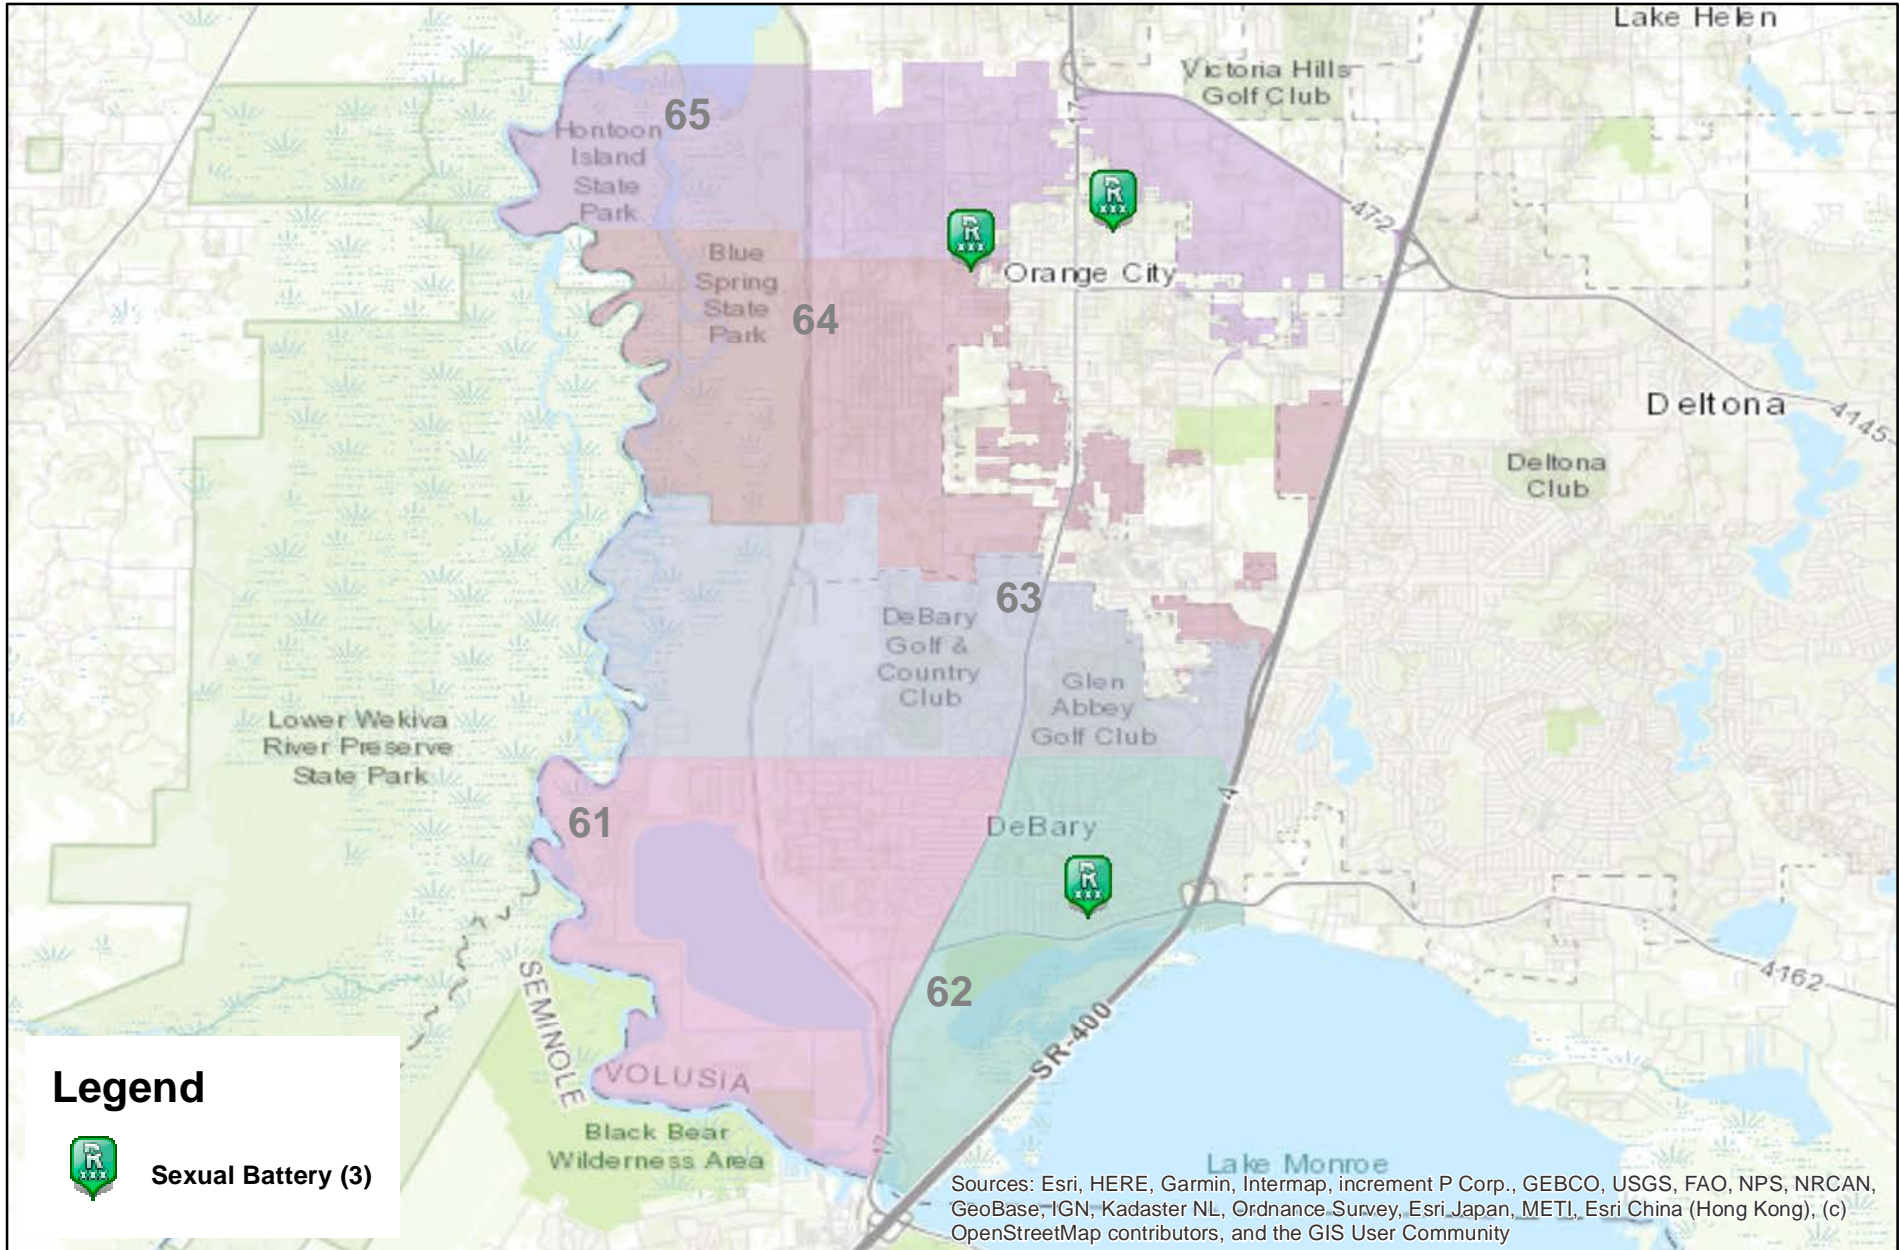 Lake Helen
Victoria Hills
Golf Club
17
65
Hontoon
Island
State
Park
472
Blue
Spring
State
Park
64
Orange City
Deltona
4145
Deltona
Club
63
DeBary
Golf &
Country
Club
Glen
Abbey
Golf Club
Lower Wekiva
River Preserve
State Park
61
4
DeBary
62
4162
SEMINOLE
VOLUSIA
SR-400
17
Black Bear
Wilderness Area
Lake Monroe
Legend
R
xxx
Sexual Battery (3)
R
xxx
R
xxx
R
xxx
Sources: Esri, HERE, Garmin, Intermap, increment P Corp., GEBCO, USGS, FAO, NPS, NRCAN,
GeoBase, IGN, Kadaster NL, Ordnance Survey, Esri Japan, METI, Esri China (Hong Kong), (c)
OpenStreetMap contributors, and the GIS User Community